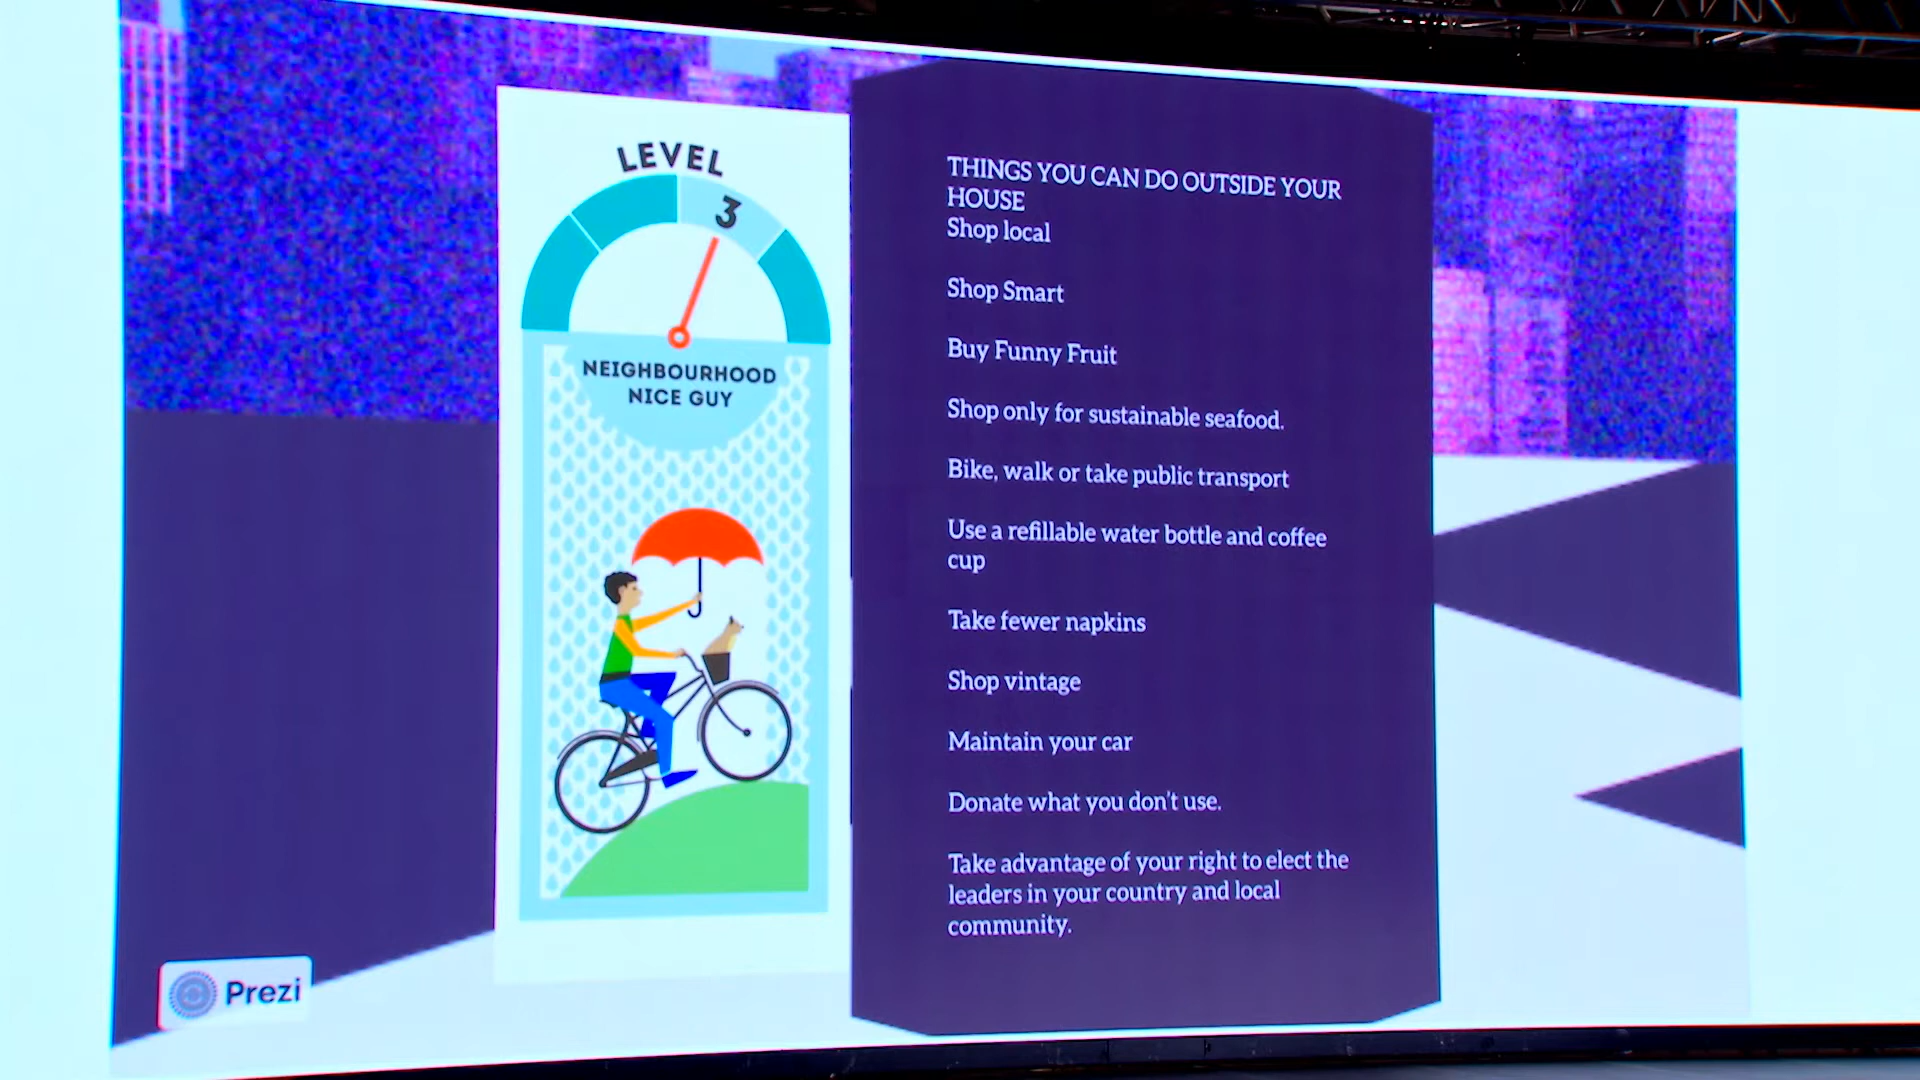 LEVEL
3
NEIGHBOURHOOD
NICE GUY
THINGS YOU CAN DO OUTSIDE YOUR
HOUSE
Shop local
Shop Smart
Buy Funny Fruit
Shop only for sustainable seafood.
Bike, walk or take public transport
Use a refillable water bottle and coffee
cup
Take fewer napkins
Shop vintage
Maintain your car
Donate what you don't use.
Take advantage of your right to elect the
leaders in your country and local
community.
Prezi